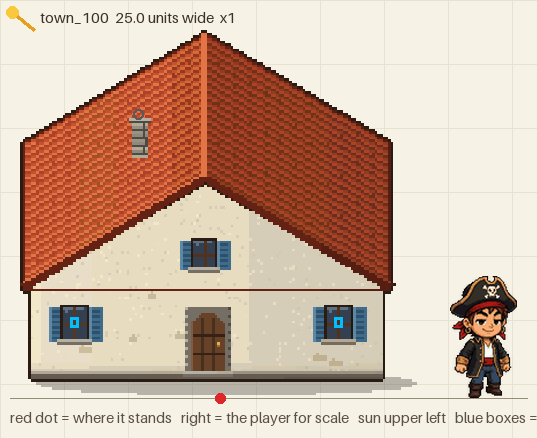 town_100 25.0 units wide x1
red dot = where it stands right = the player for scale sun upper left blue boxes =